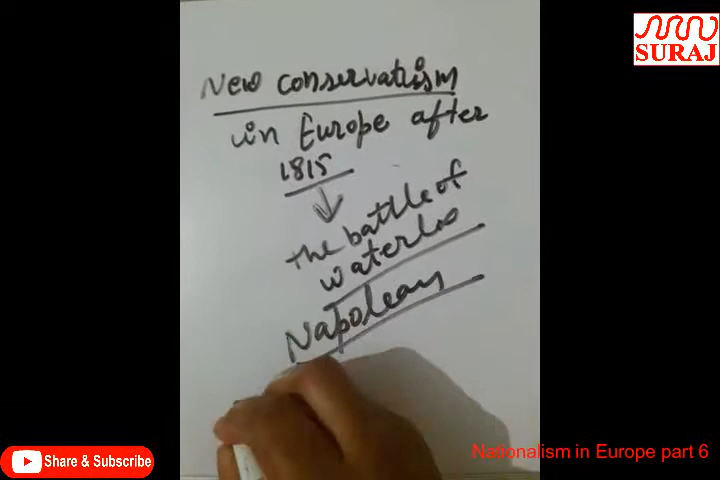 SURAJ
New conservatism
in Europe after
1815
the battle of
waterloo
Napolean
Nationalism in Europe part 6
Share & Subscribe